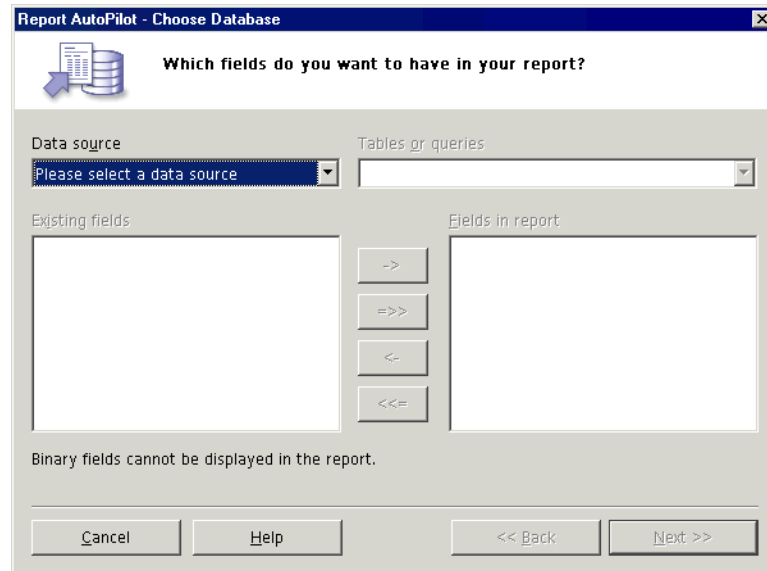 Report AutoPilot - Choose Database
Which fields do you want to have in your report?
Data source
Tables or queries
Please select a data source
Existing fields
Fields in report
->
=>>
<-
<<=
Binary fields cannot be displayed in the report.
Cancel
Help
<< Back
Next >>